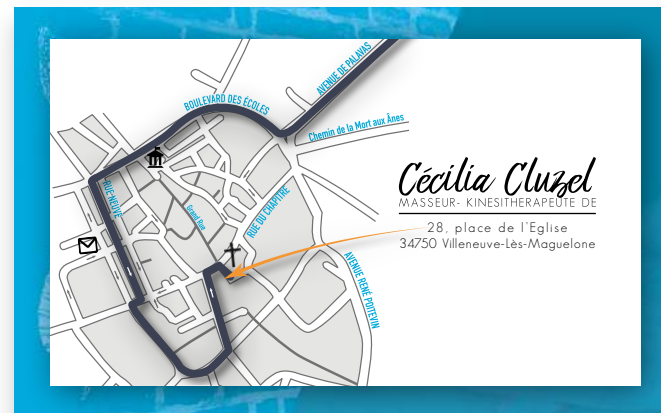 AVENUE DE PALAVAS
BOULEVARD DES ÉCOLES
Chemin de la Mort aux Ânes
RUE NEUVE
Grand Rue
RUE DU CHAPITRE
AVENUE RENÉ POITEVIN
Cécilia Cluzel
MASSEUR- KINESITHERAPEUTE DE
28, place de l'Eglise
34750 Villeneuve-Lès-Maguelone